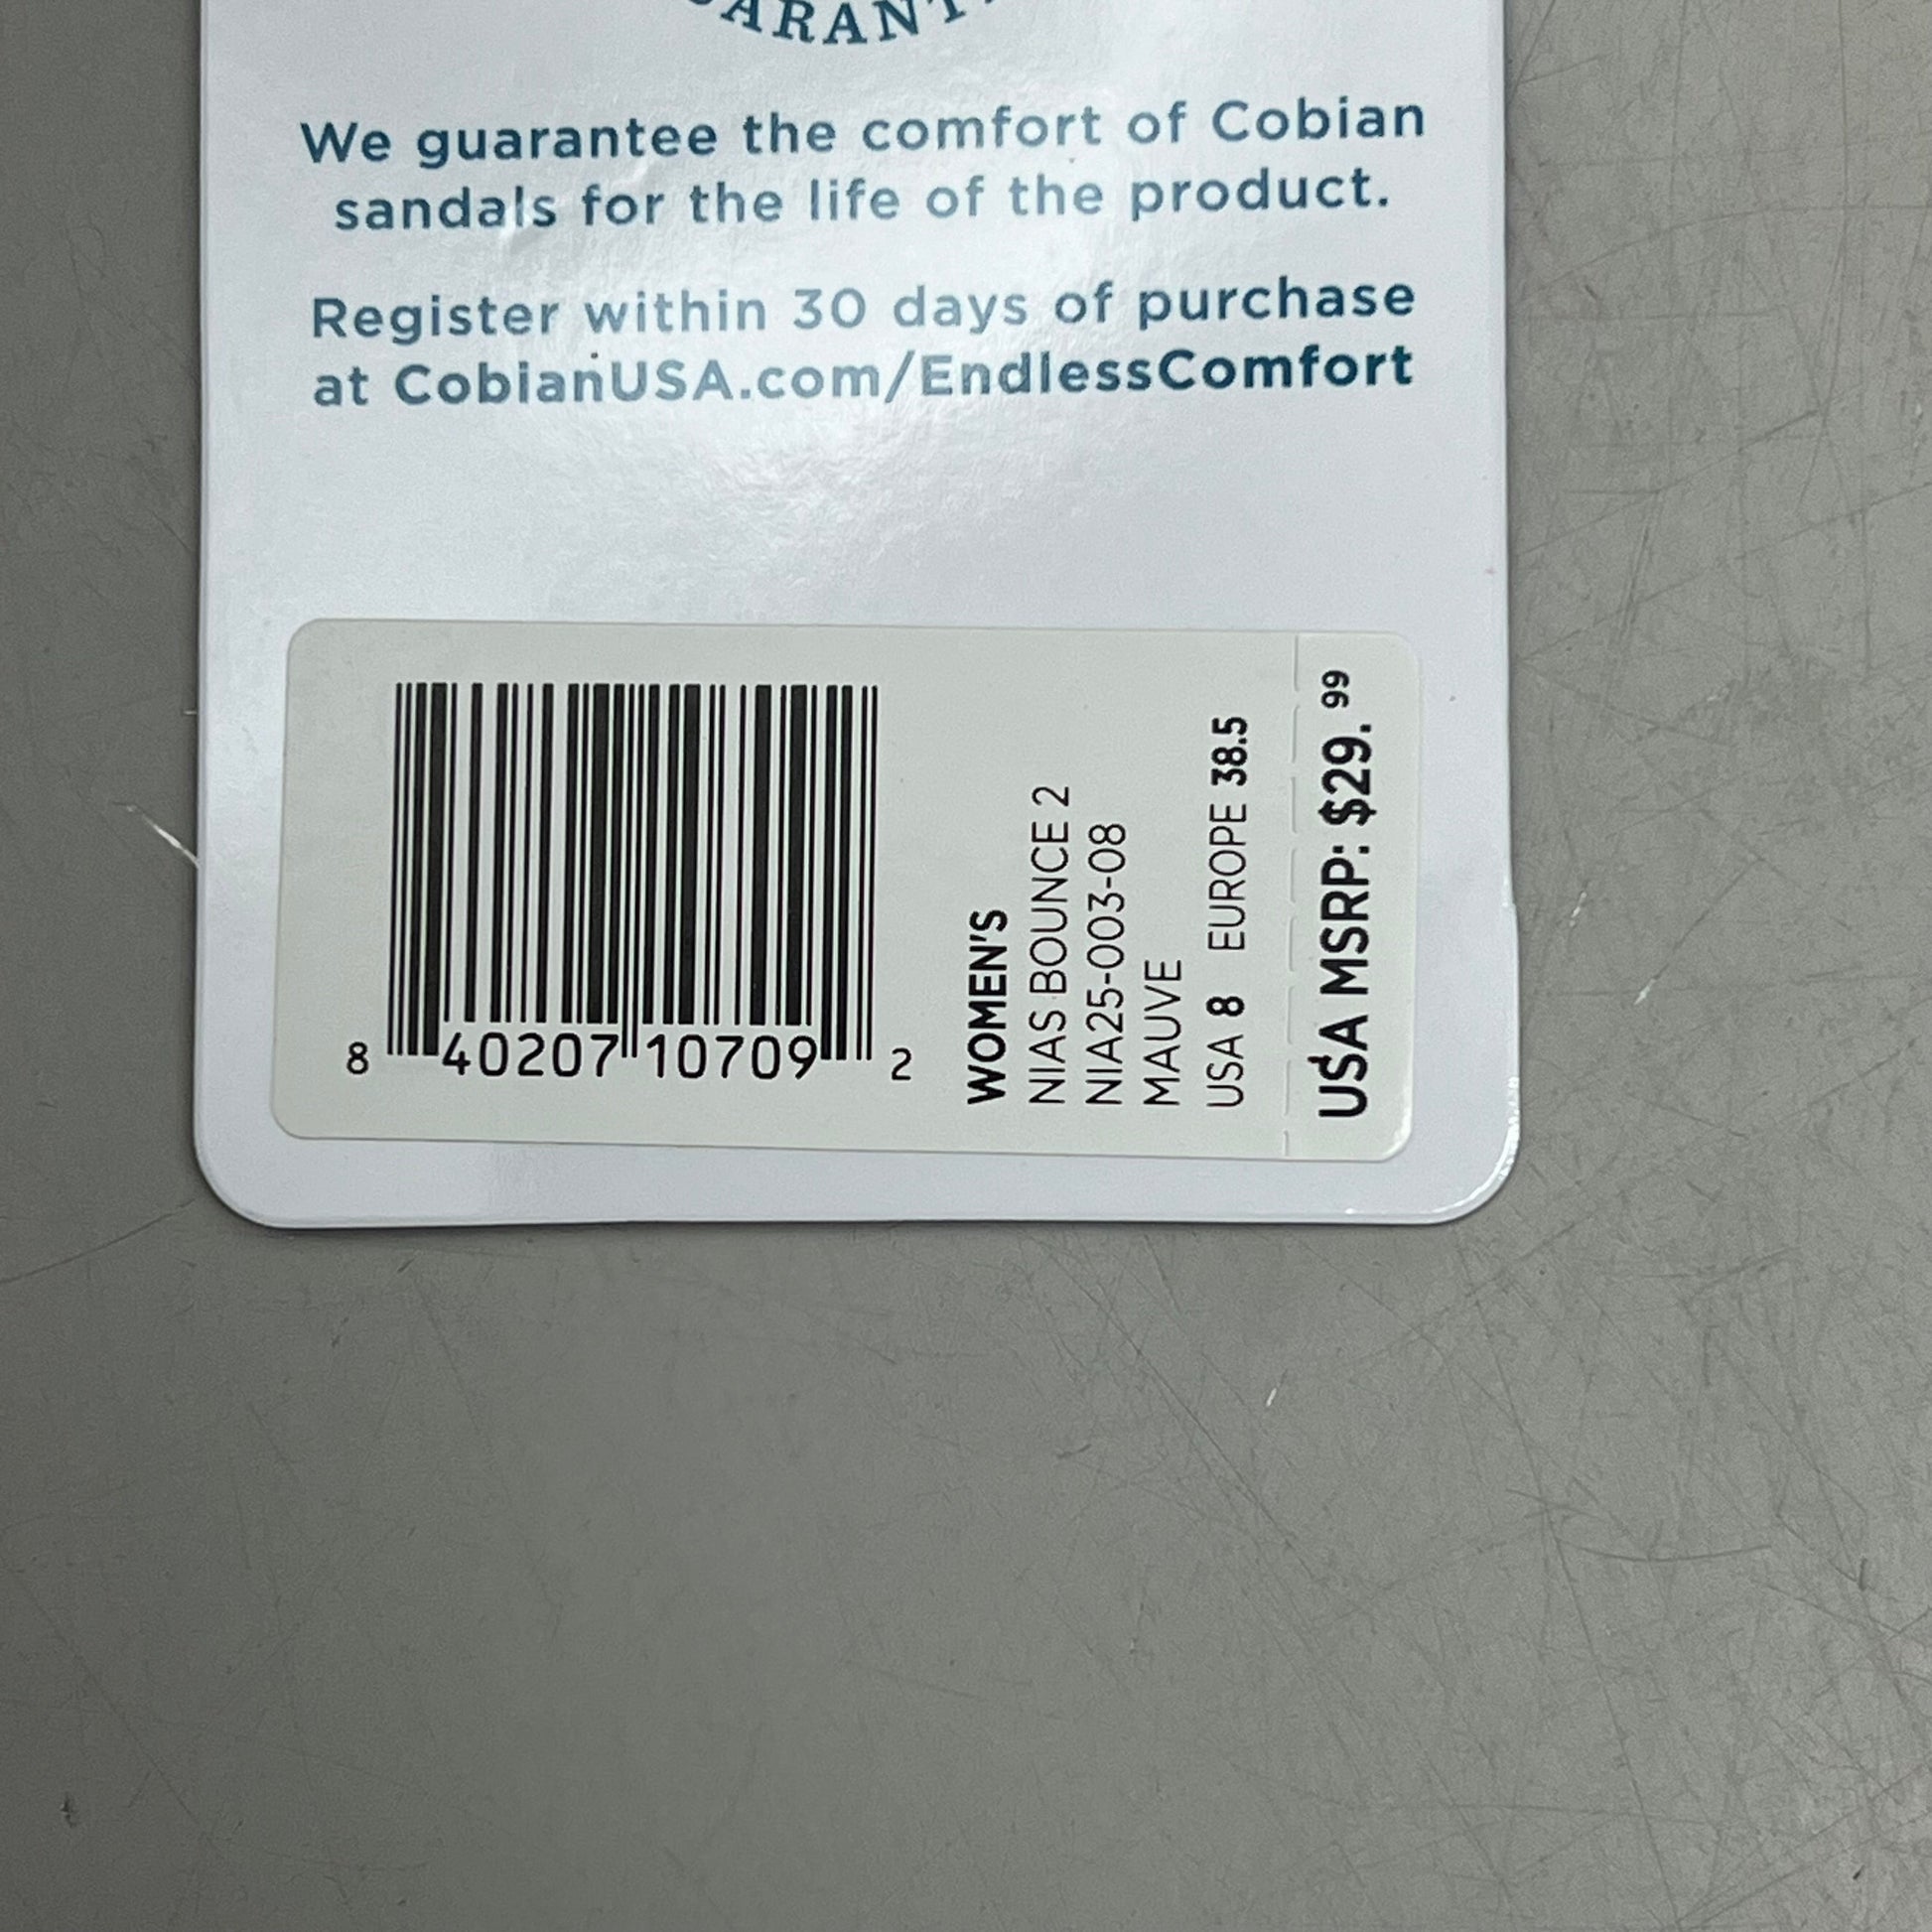 We guarantee the comfort of Cobian
sandals for the life of the product.
Register within 30 days of purchase
at CobianUSA.com/EndlessComfort
8 40207 10709 2
WOMEN'S
NIAS BOUNCE 2
NIA25-003-08
MAUVE
USA 8 EUROPE 38.5
USA MSRP: $29.99